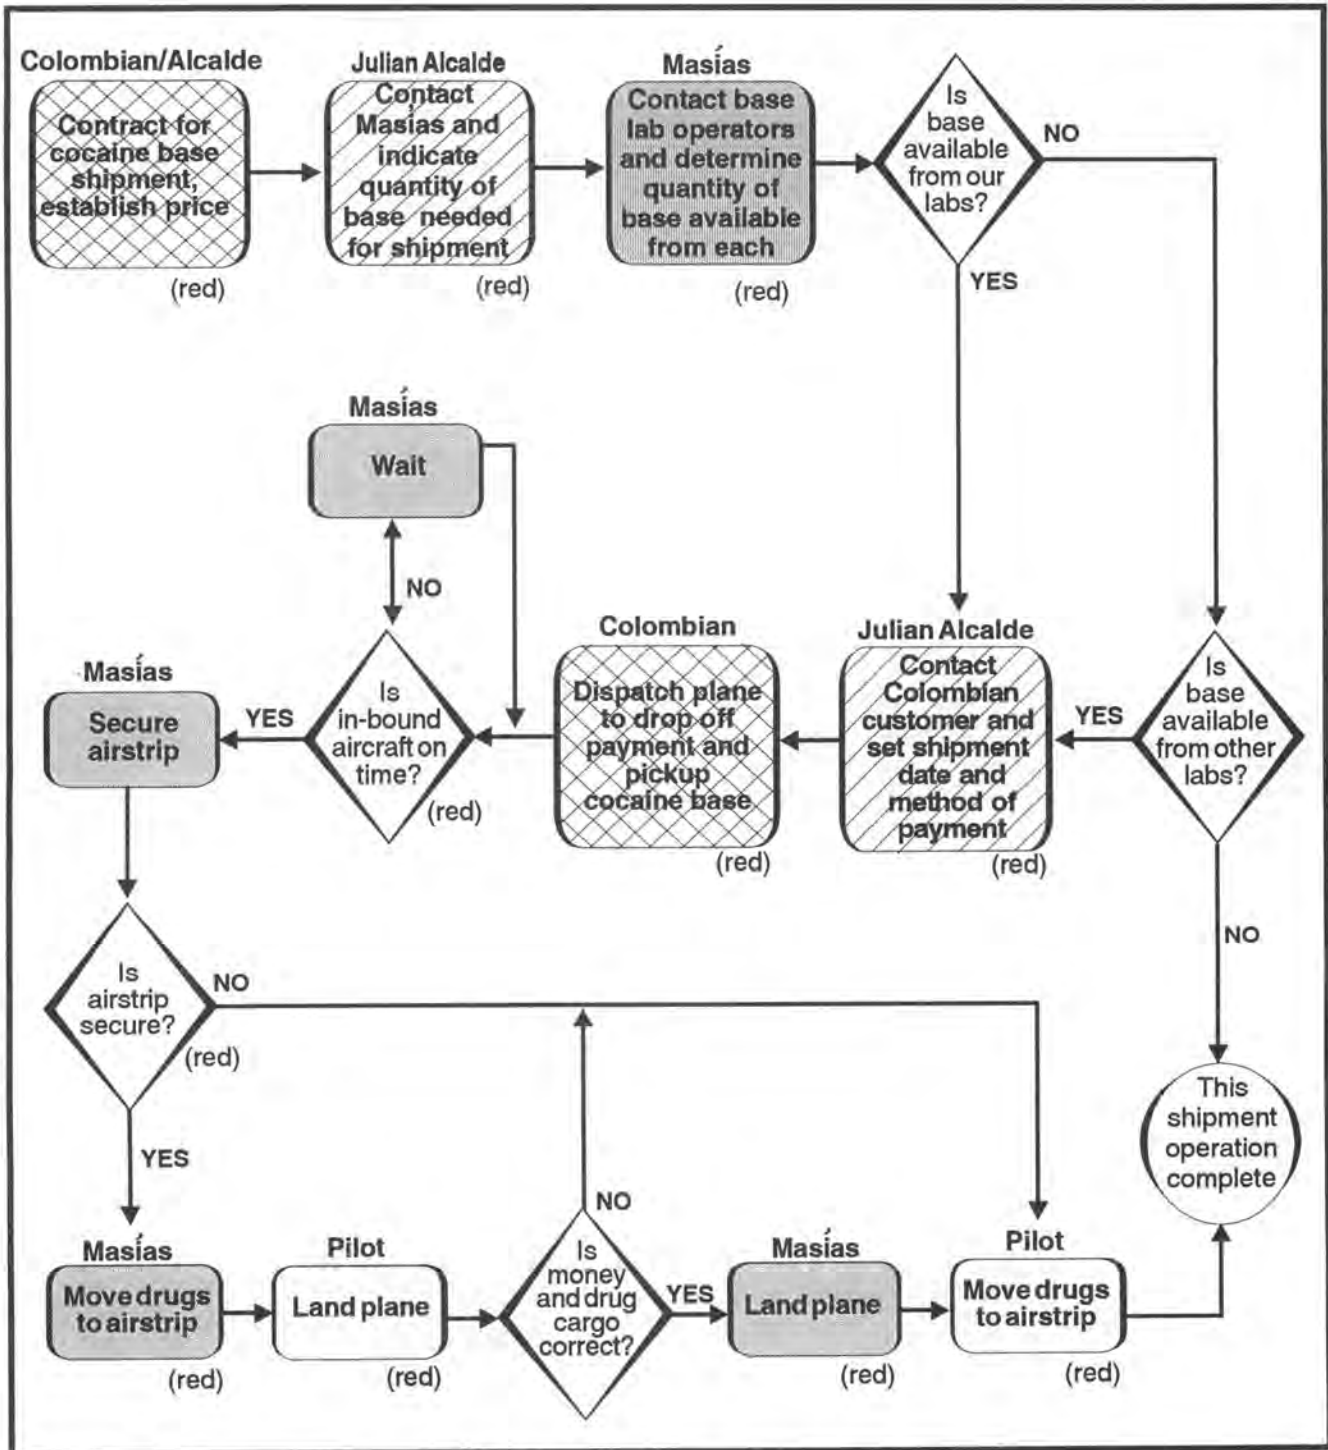 Colombian/Alcalde
Contract for
cocaine base
shipment,
establish price
(red)
Julian Alcalde
Contact
Masías and
indicate
quantity of
base needed
for shipment
(red)
Masías
Contact base
lab operators
and determine
quantity of
base available
from each
(red)
Is
base
available
from our
labs?
NO
YES
Masías
Wait
NO
Masías
Secure
airstrip
YES
Is
in-bound
aircraft on
time?
(red)
Colombian
Dispatch plane
to drop off
payment and
pickup
cocaine base
(red)
Julian Alcalde
Contact
Colombian
customer and
set shipment
date and
method of
payment
(red)
YES
Is
base
available
from other
labs?
NO
Is
airstrip
secure?
(red)
NO
YES
This
shipment
operation
complete
Masías
Move drugs
to airstrip
(red)
Pilot
Land plane
(red)
NO
Is
money
and drug
cargo
correct?
YES
Masías
Land plane
(red)
Pilot
Move drugs
to airstrip
(red)